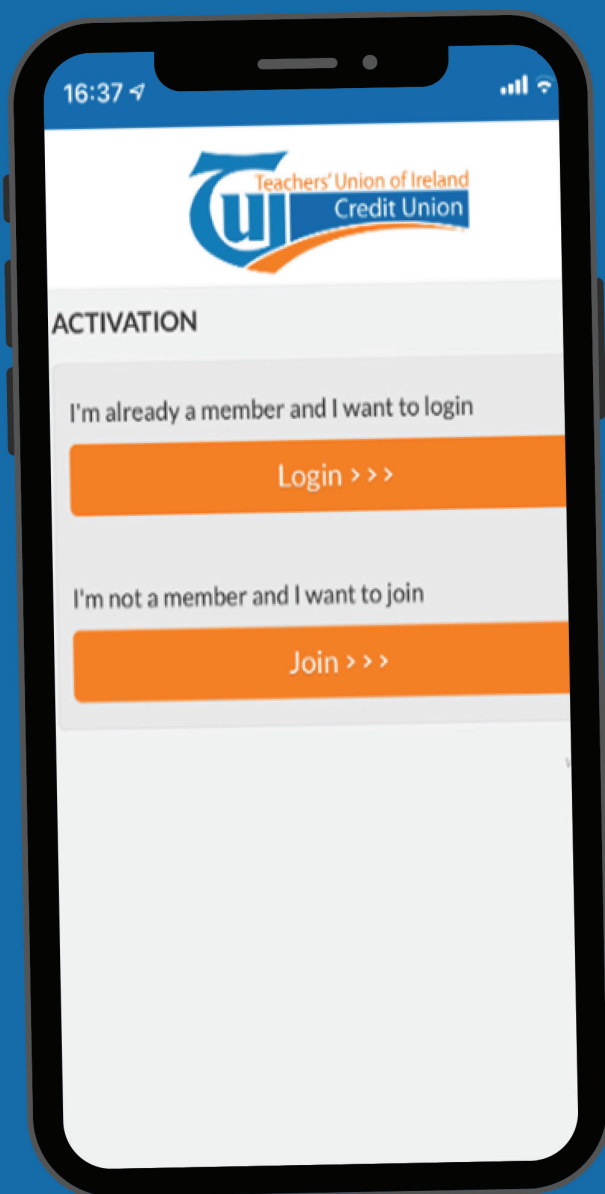 16:37
Tui
Teachers' Union of Ireland
Credit Union
ACTIVATION
I'm already a member and I want to login
Login >>>
I'm not a member and I want to join
Join >>>